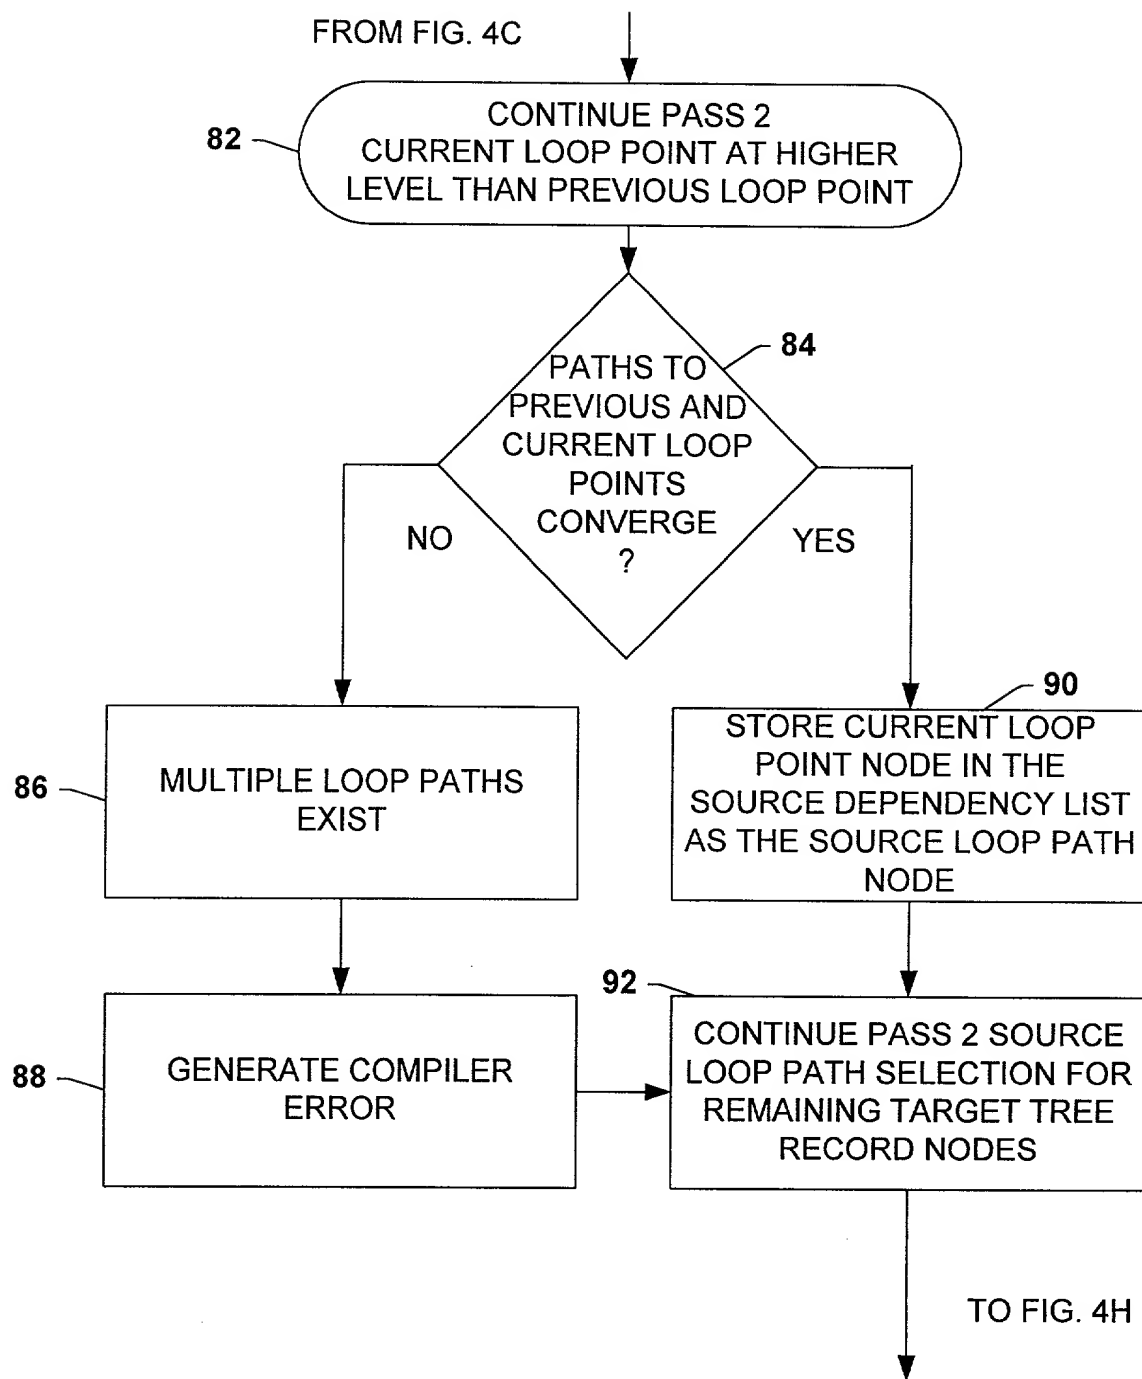 FROM FIG. 4C
CONTINUE PASS 2
82
CURRENT LOOP POINT AT HIGHER
LEVEL THAN PREVIOUS LOOP POINT
84
PATHS TO
PREVIOUS AND
CURRENT LOOP
POINTS
CONVERGE
?
NO
YES
90
STORE CURRENT LOOP
POINT NODE IN THE
SOURCE DEPENDENCY LIST
AS THE SOURCE LOOP PATH
NODE
86
MULTIPLE LOOP PATHS
EXIST
88
GENERATE COMPILER
ERROR
92
CONTINUE PASS 2 SOURCE
LOOP PATH SELECTION FOR
REMAINING TARGET TREE
RECORD NODES
TO FIG. 4H